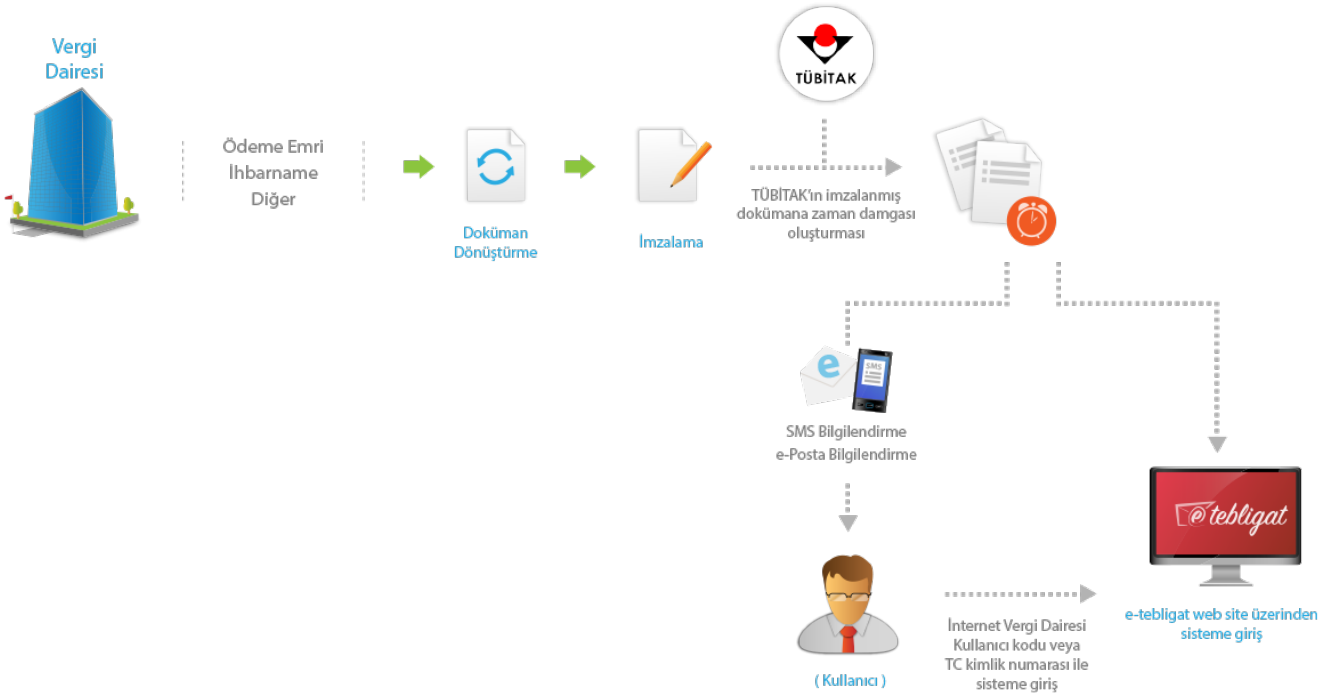 Vergi
Dairesi
Ödeme Emri
İhbarname
Diğer
Doküman
Dönüştürme
İmzalama
TÜBİTAK
TÜBİTAK’ın imzalanmış
dokümana zaman damgası
oluşturması
e
SMS
SMS Bilgilendirme
e-Posta Bilgilendirme
( Kullanıcı )
İnternet Vergi Dairesi
Kullanıcı kodu veya
TC kimlik numarası ile
sisteme giriş
e tebligat
e-tebligat web site üzerinden
sisteme giriş